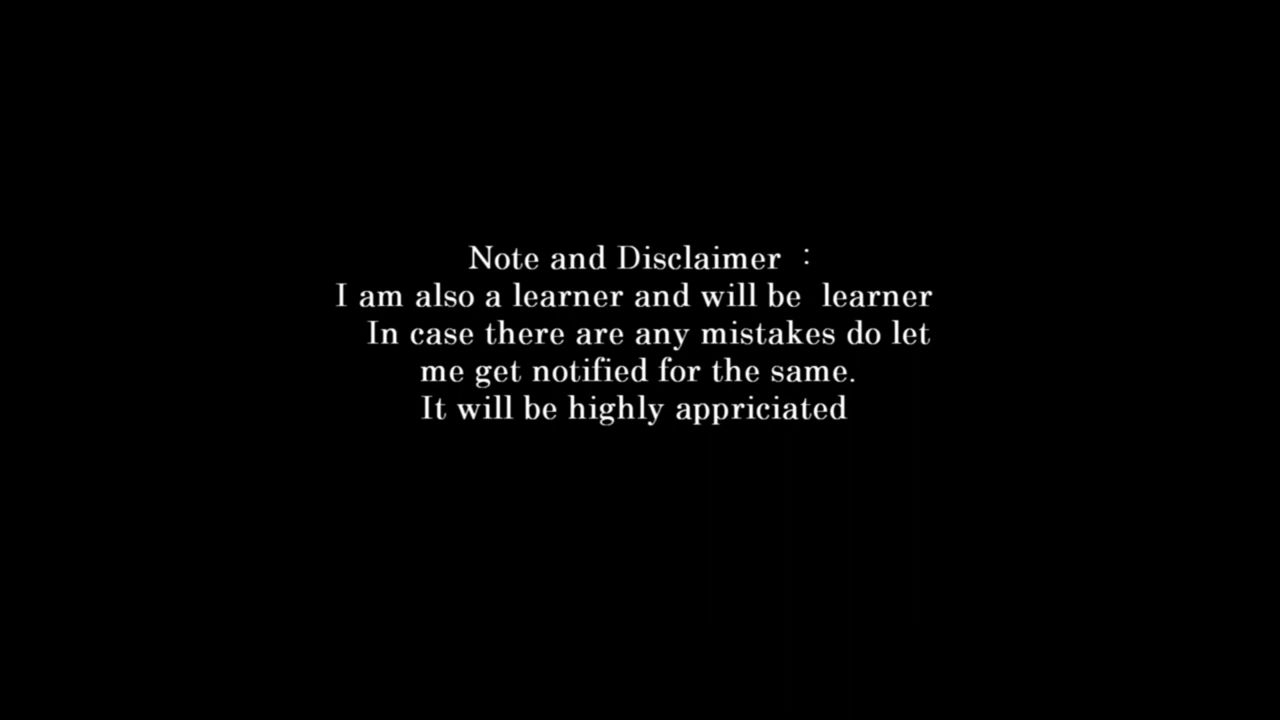 Note and Disclaimer :
I am also a learner and will be learner
In case there are any mistakes do let
me get notified for the same.
It will be highly appriciated